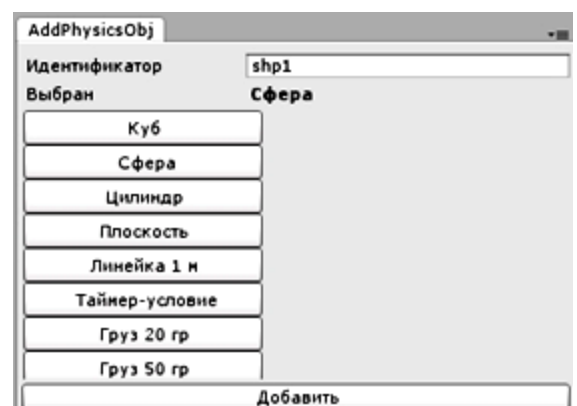 AddPhysicsObj
Идентификатор shp1
Выбран Сфера
Куб
Сфера
Цилиндр
Плоскость
Линейка 1 м
Таймер-условие
Груз 20 гр
Груз 50 гр
Добавить